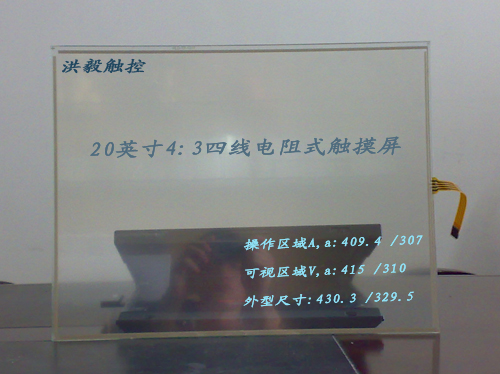 洪毅触控
20英寸4:3四线电阻式触摸屏
操作区域A,a:409.4 /307
可视区域V,a:415 /310
外型尺寸:430.3 /329.5